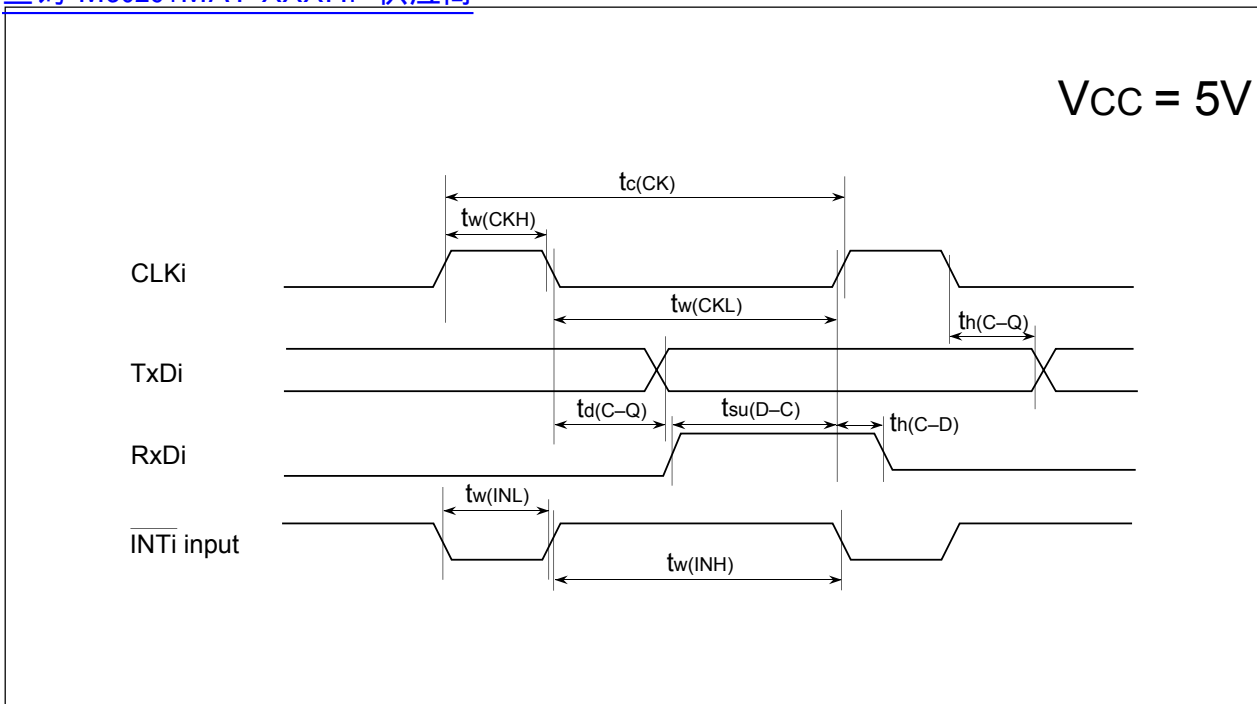 Vcc = 5V
tc(CK)
tw(CKH)
CLKi
tw(CKL)
th(C–Q)
TxDi
td(C–Q)
tsu(D–C)
th(C–D)
RxDi
tw(INL)
INTi input
tw(INH)